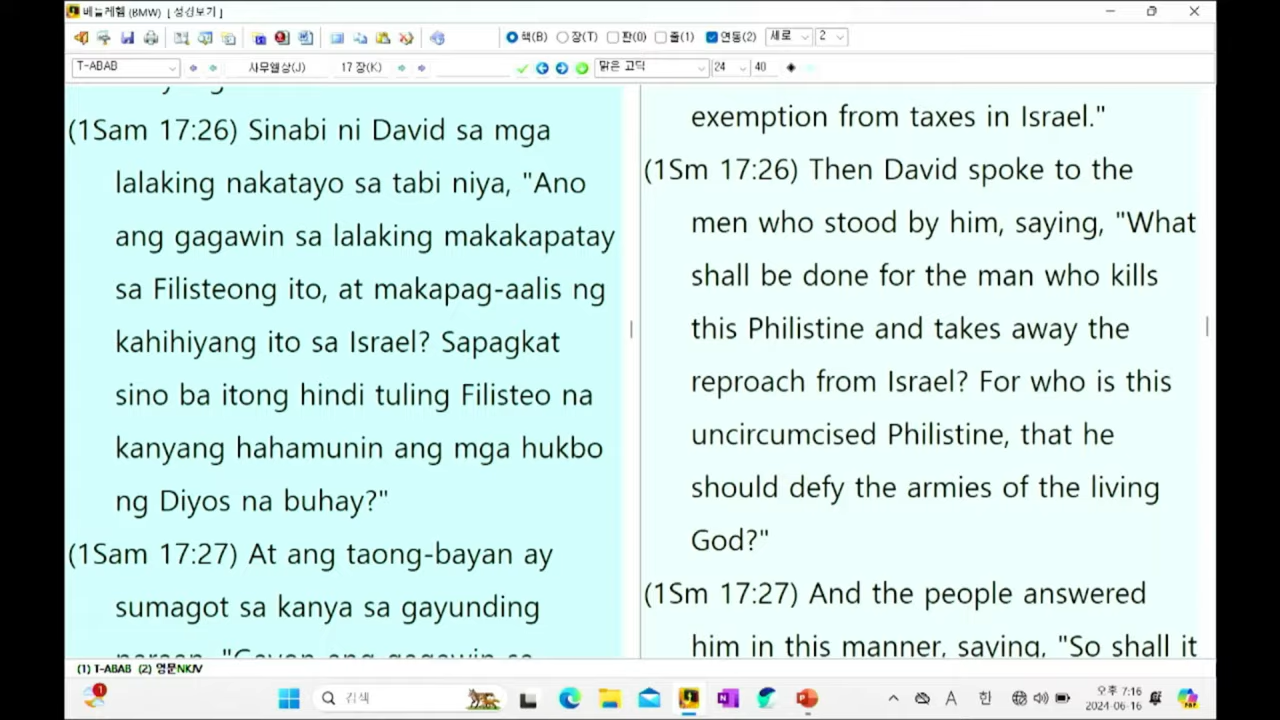 베들레헴 (BMW) [ 성경보기 ]
책(B) 장(T) 판(0) 줄(1) 연동(2) 세로 2
T-ABAB 사무엘상(J) 17 장(K) 맑은 고딕 24 40
(1Sam 17:26) Sinabi ni David sa mga
lalaking nakatayo sa tabi niya, "Ano
ang gagawin sa lalaking makakapatay
sa Filisteong ito, at makapag-aalis ng
kahihiyang ito sa Israel? Sapagkat
sino ba itong hindi tuling Filisteo na
kanyang hahamunin ang mga hukbo
ng Diyos na buhay?"
(1Sam 17:27) At ang taong-bayan ay
sumagot sa kanya sa gayunding
exemption from taxes in Israel."
(1Sm 17:26) Then David spoke to the
men who stood by him, saying, "What
shall be done for the man who kills
this Philistine and takes away the
reproach from Israel? For who is this
uncircumcised Philistine, that he
should defy the armies of the living
God?"
(1Sm 17:27) And the people answered
him in this manner, saying, "So shall it
(1) T-ABAB (2) 영문NKJV
검색
A 한 오후 7:16
2024-06-16